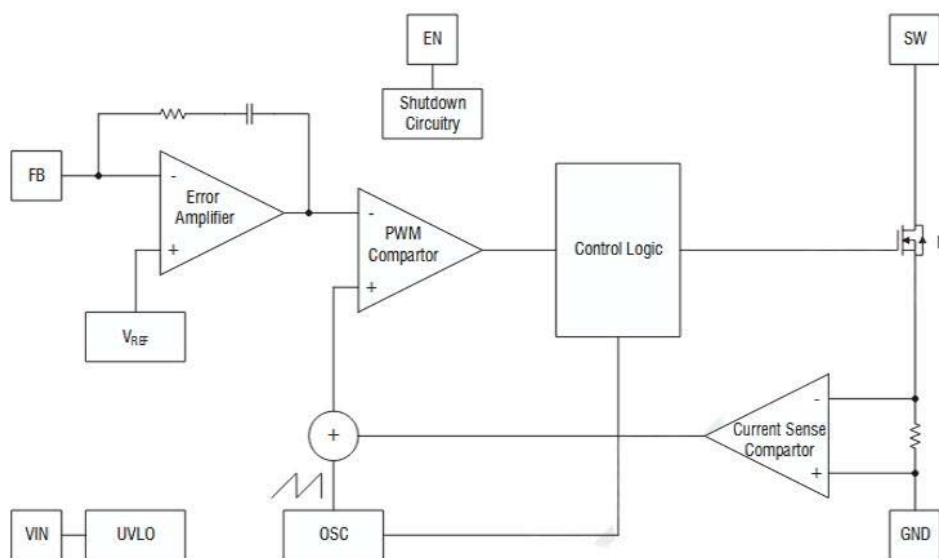 EN
SW
Shutdown
Circuitry
FB
-
Error
Amplifier
+
-
PWM
Compartor
+
Control Logic
VREF
-
Current Sense
Compartor
+
+
VIN
UVLO
OSC
GND